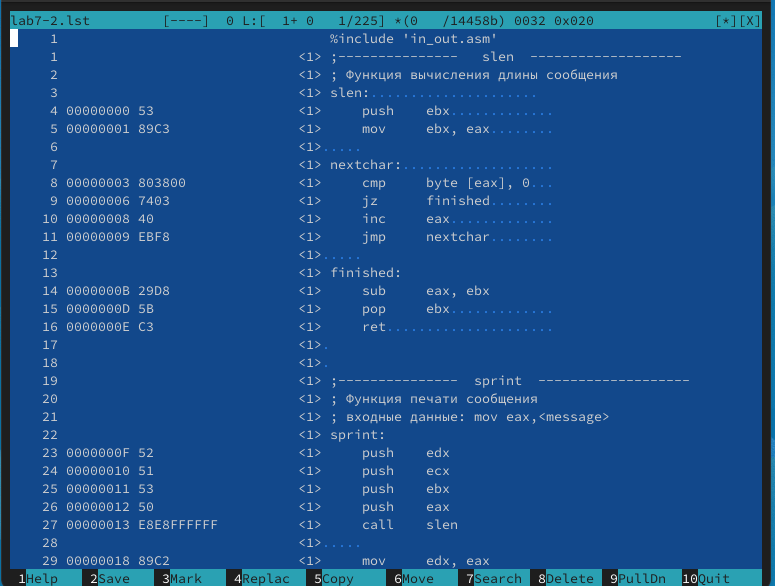 lab7-2.lst [----] 0 L:[ 1+ 0 1/225] *(0 /14458b) 0032 0x020 [*][X]
1 %include 'in_out.asm'
1 <1> ;--------------- slen -------------------
2 <1> ; Функция вычисления длины сообщения
3 <1> slen:.....................
4 00000000 53 <1> push ebx.............
5 00000001 89C3 <1> mov ebx, eax........
6 <1>.....
7 <1> nextchar:...................
8 00000003 803800 <1> cmp byte [eax], 0...
9 00000006 7403 <1> jz finished........
10 00000008 40 <1> inc eax.............
11 00000009 EBF8 <1> jmp nextchar........
12 <1>.....
13 <1> finished:
14 0000000B 29D8 <1> sub eax, ebx
15 0000000D 5B <1> pop ebx.............
16 0000000E C3 <1> ret.....................
17 <1>.
18 <1>.
19 <1> ;--------------- sprint -------------------
20 <1> ; Функция печати сообщения
21 <1> ; входные данные: mov eax,<message>
22 <1> sprint:
23 0000000F 52 <1> push edx
24 00000010 51 <1> push ecx
25 00000011 53 <1> push ebx
26 00000012 50 <1> push eax
27 00000013 E8E8FFFFFF <1> call slen
28 <1>.....
29 00000018 89C2 <1> mov edx, eax
1Help 2Save 3Mark 4Replac 5Copy 6Move 7Search 8Delete 9PullDn 10Quit